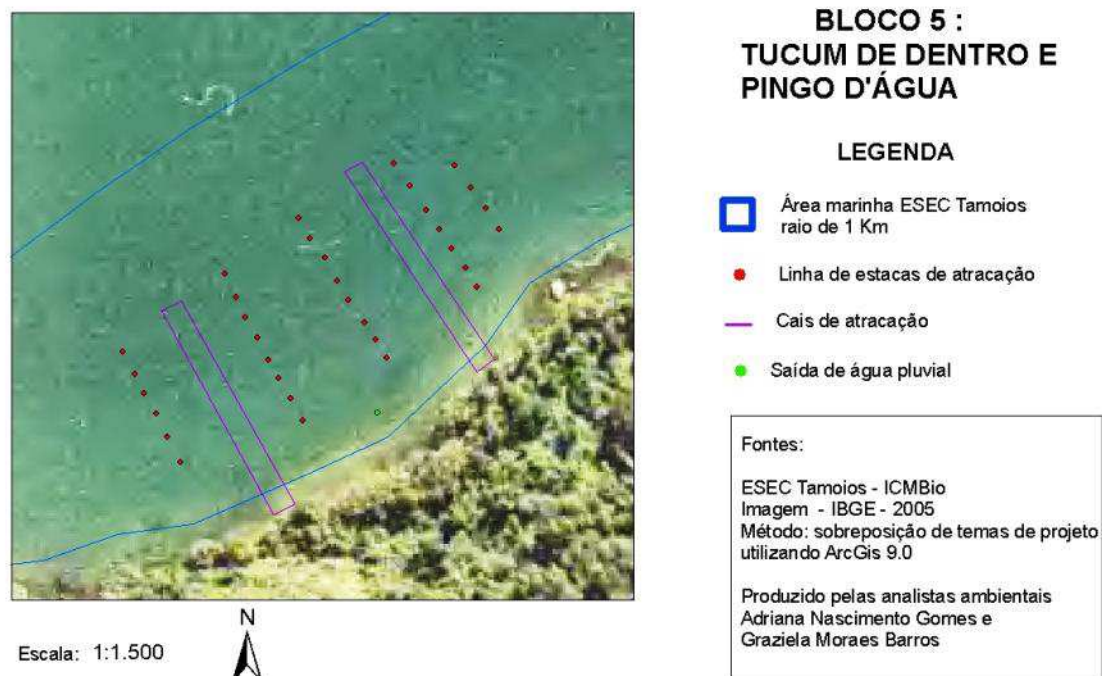 BLOCO 5 :
TUCUM DE DENTRO E
PINGO D'ÁGUA
LEGENDA
Área marinha ESEC Tamoios
raio de 1 Km
Linha de estacas de atracação
Cais de atracação
Saída de água pluvial
Fontes:
ESEC Tamoios - ICMBio
Imagem - IBGE - 2005
Método: sobreposição de temas de projeto
utilizando ArcGis 9.0
Produzido pelas analistas ambientais
Adriana Nascimento Gomes e
Graziela Moraes Barros
N
Escala: 1:1.500